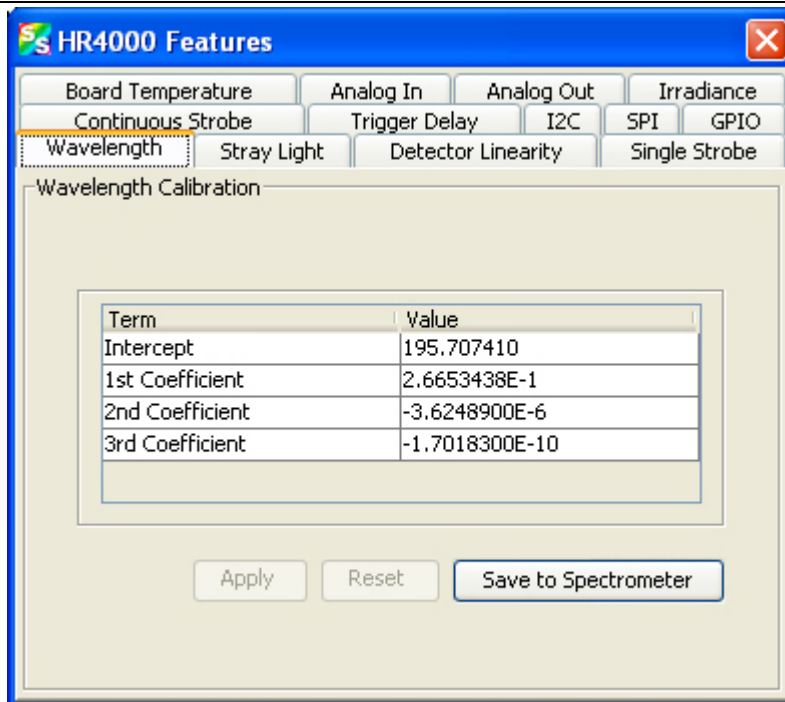 HR4000 Features
Board Temperature Analog In Analog Out Irradiance
Continuous Strobe Trigger Delay I2C SPI GPIO
Wavelength Stray Light Detector Linearity Single Strobe
Wavelength Calibration
Term Value
Intercept 195.707410
1st Coefficient 2.6653438E-1
2nd Coefficient -3.6248900E-6
3rd Coefficient -1.7018300E-10
Apply Reset Save to Spectrometer